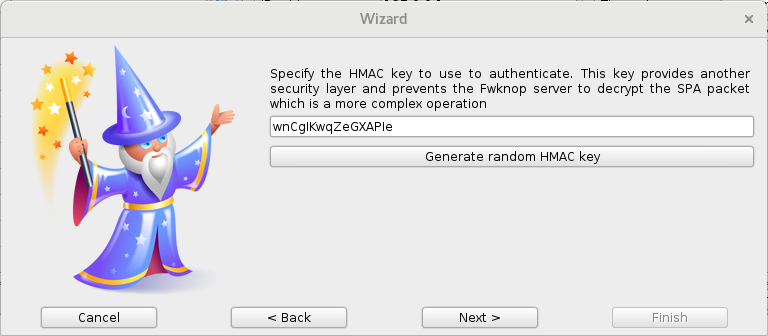 Wizard
Specify the HMAC key to use to authenticate. This key provides another
security layer and prevents the Fwknop server to decrypt the SPA packet
which is a more complex operation
wnCgIKwqZeGXAPIe
Generate random HMAC key
Cancel
< Back
Next >
Finish